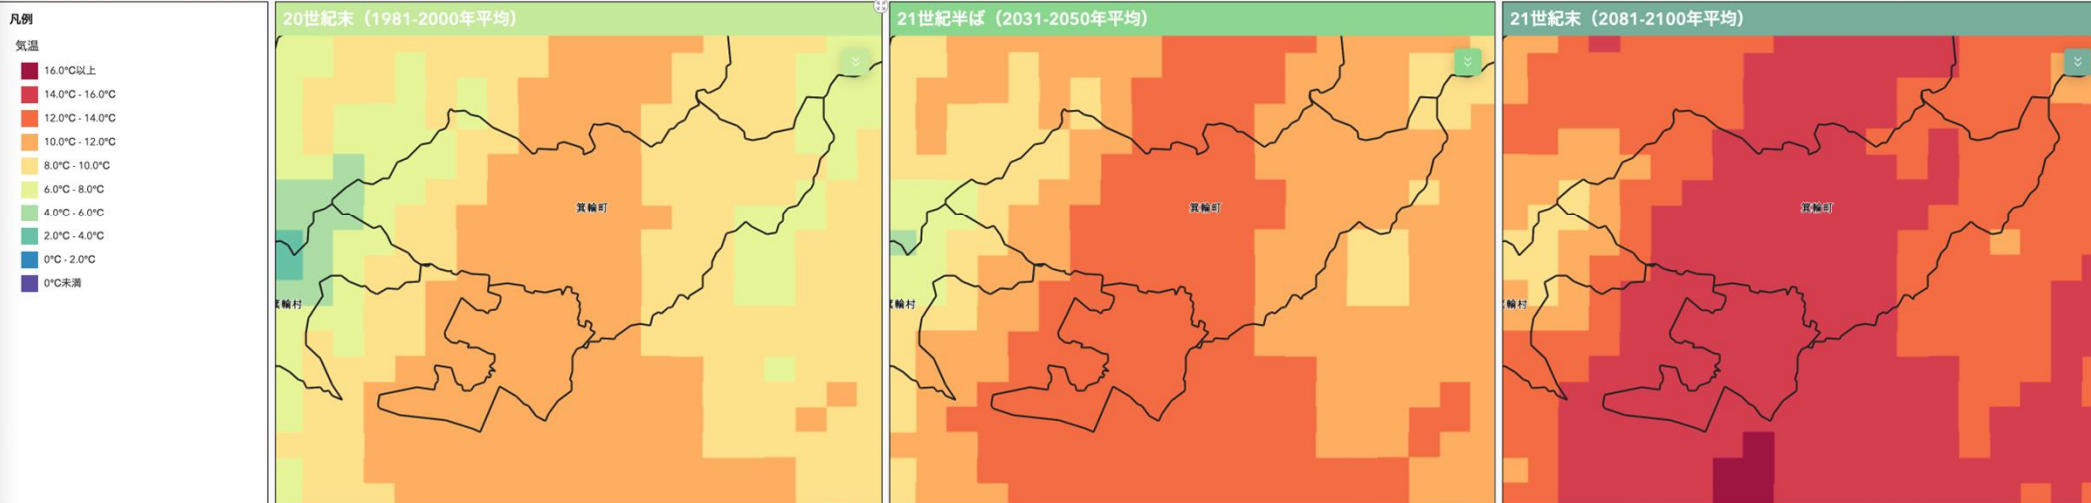 凡例
気温
16.0°C以上
14.0°C - 16.0°C
12.0°C - 14.0°C
10.0°C - 12.0°C
8.0°C - 10.0°C
6.0°C - 8.0°C
4.0°C - 6.0°C
2.0°C - 4.0°C
0°C - 2.0°C
0°C未満
20世紀末（1981-2000年平均）
箕輪町
箕輪村
21世紀半ば（2031-2050年平均）
箕輪町
輪村
21世紀末（2081-2100年平均）
箕輪町
輪村